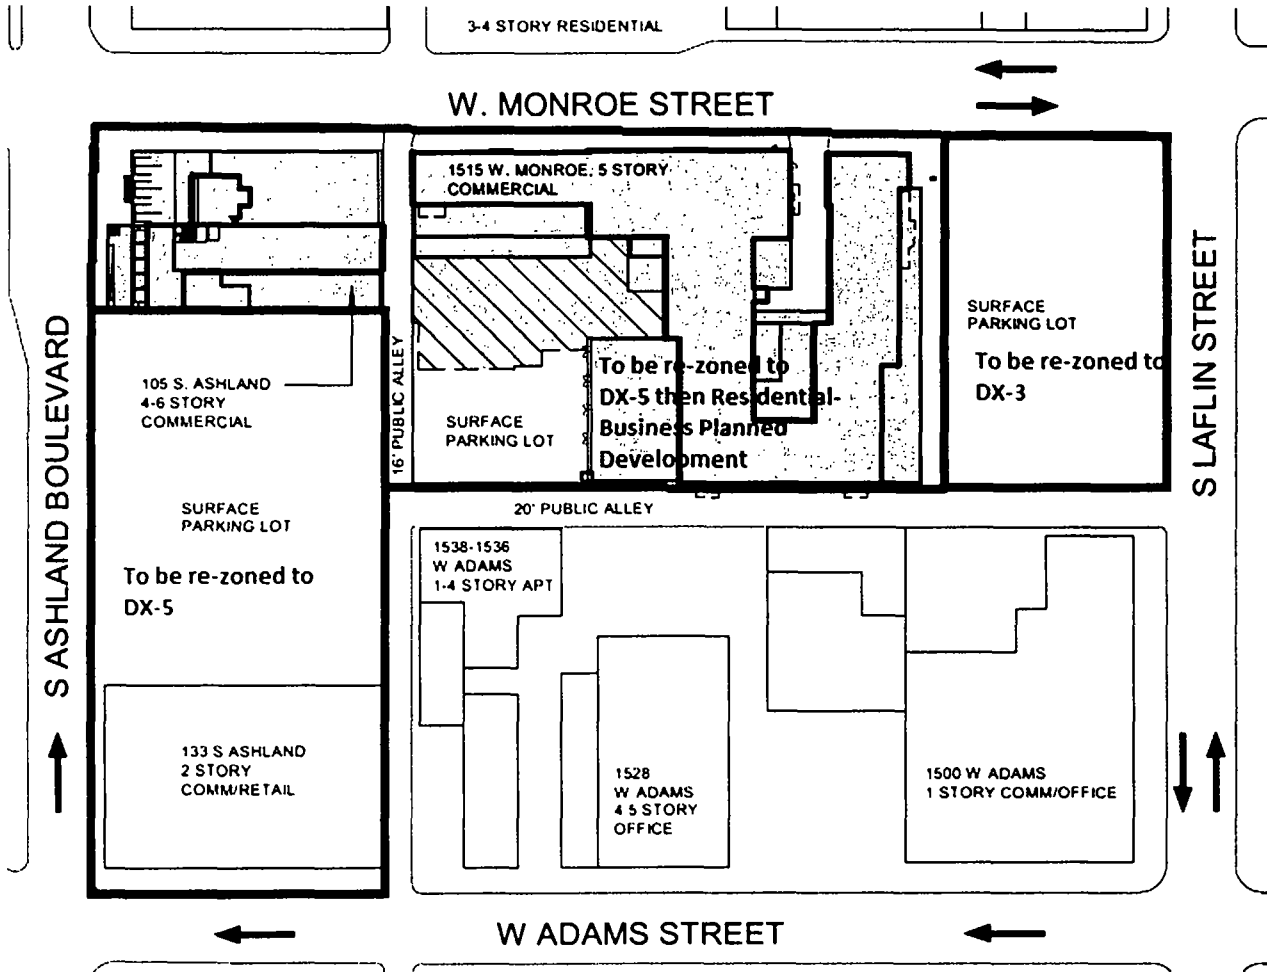 3-4 STORY RESIDENTIAL
W. MONROE STREET
1515 W. MONROE, 5 STORY
COMMERCIAL
S ASHLAND BOULEVARD
105 S. ASHLAND
4-6 STORY
COMMERCIAL
16' PUBLIC ALLEY
SURFACE
PARKING LOT
To be re-zoned to
DX-5 then Residential-
Business Planned
Development
SURFACE
PARKING LOT
To be re-zoned to
DX-3
S LAFLIN STREET
SURFACE
PARKING LOT
To be re-zoned to
DX-5
20' PUBLIC ALLEY
1538-1536
W ADAMS
1-4 STORY APT
133 S ASHLAND
2 STORY
COMM/RETAIL
1528
W ADAMS
4 5 STORY
OFFICE
1500 W ADAMS
1 STORY COMM/OFFICE
W ADAMS STREET